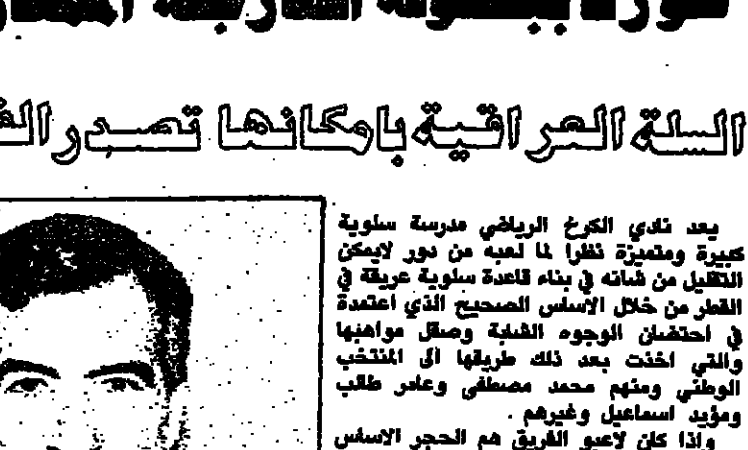 السلة العراقية بامكانها تصدر
يعد نادي الكرخ الرياضي مدرسة سلوية
كبيرة ومتميزة نظرا لما لعبه من دور لايمكن
التقليل من شانه في بناء قاعدة سلوية عريقة في
القطر من خلال الاساس الصحيح الذي اعتمدة
في احتضان الوجوه الشابة وصقل مواهبها
والتي اخذت بعد ذلك طريقها الى المنتخب
الوطني ومنهم محمد مصطفى وعامر طالب
ومؤيد اسماعيل وغيرهم .
واذا كان لاعبو الفريق هم الحجر الاساس